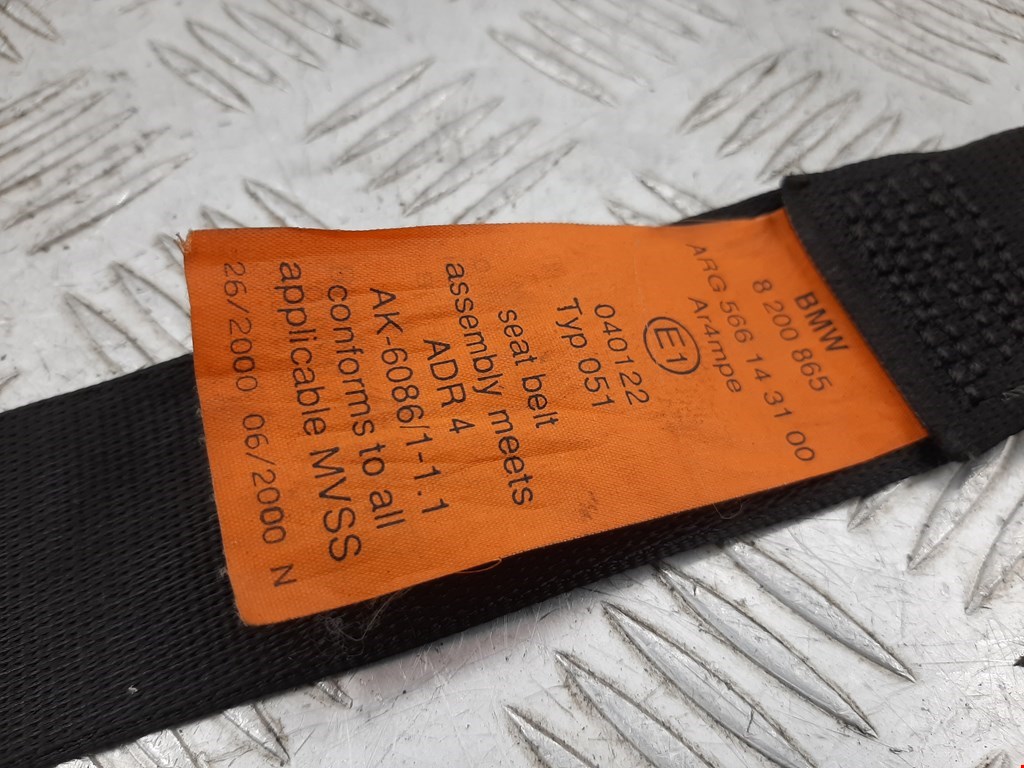 BMW
8 200 865
ARG 566 14 31 00
Ar4mpe
E1
040122
Typ 051
seat belt
assembly meets
ADR 4
AK-6086/1-1.1
conforms to all
applicable MVSS
26/2000 06/2000 N